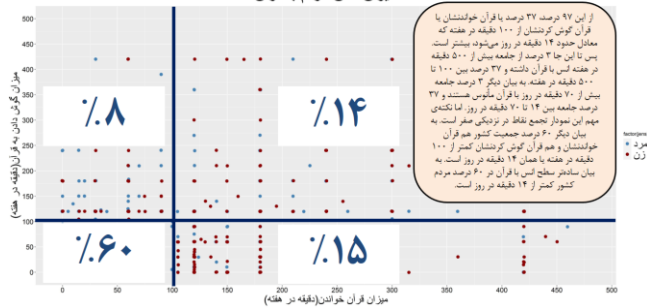 از این ۹۷ درصد، ۳۷ درصد یا قرآن خواندنشان یا
قرآن گوش کردنشان از ۱۰۰ دقیقه در هفته که
معادل حدود ۱۴ دقیقه در روز می‌شود، بیشتر است.
پس تا این جا ۳ درصد از جامعه بیش از ۵۰۰ دقیقه
در هفته انس با قرآن داشته و ۳۷ درصد بین ۱۰۰ تا
۵۰۰ دقیقه در هفته. به بیان دیگر ۳ درصد جامعه
بیش از ۷۰ دقیقه در روز با قرآن مأنوس هستند و ۳۷
درصد جامعه بین ۱۴ تا ۷۰ دقیقه در روز. اما نکته‌ی
مهم این نمودار تجمع نقاط در نزدیکی صفر است. به
بیان دیگر ۶۰ درصد جمعیت کشور هم قرآن
خواندنشان و هم قرآن گوش کردنشان کمتر از ۱۰۰
دقیقه در هفته یا همان ۱۴ دقیقه در روز است. به
بیان ساده‌تر سطح انس با قرآن در ۶۰ درصد مردم
کشور کمتر از ۱۴ دقیقه در روز است.
مرد
زن
میزان گوش دادن به قرآن(دقیقه در هفته)
500
450
400
350
300
250
200
150
100
50
0
٪۸
٪۱۴
٪۶۰
٪۱۵
0 50 100 150 200 250 300 350 400 450 500
میزان قرآن خواندن(دقیقه در هفته)